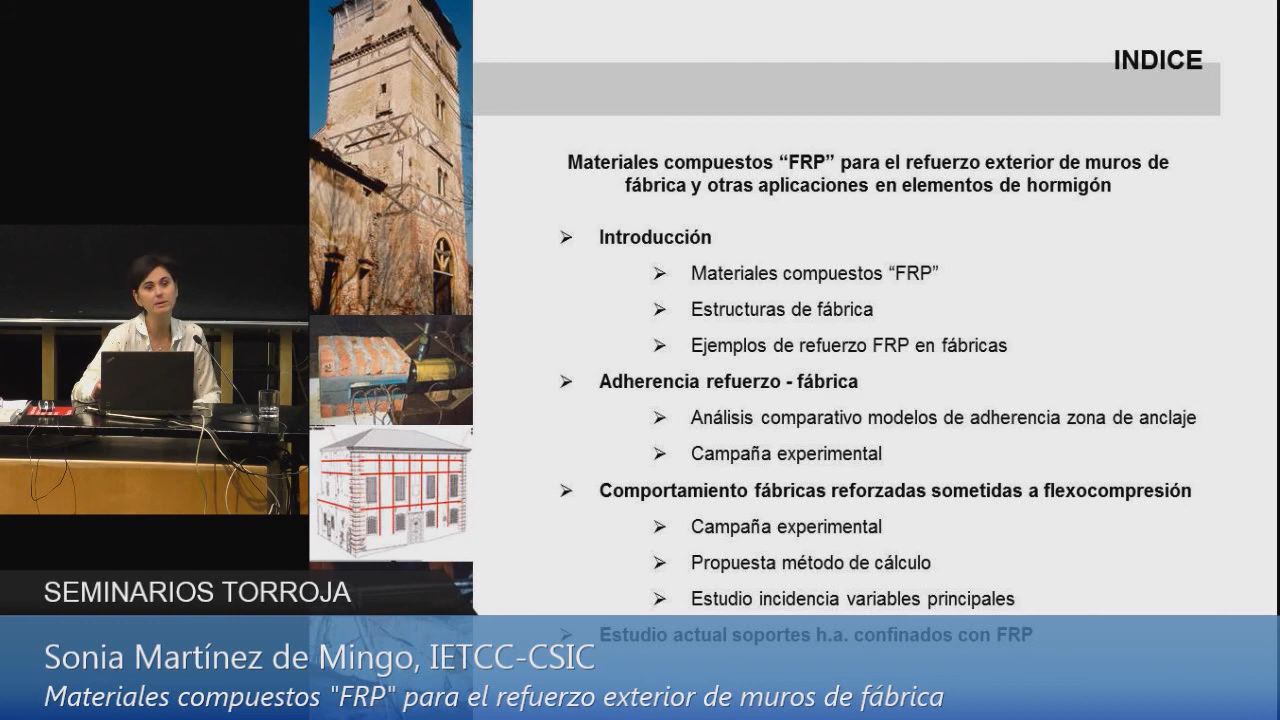 INDICE
Materiales compuestos “FRP” para el refuerzo exterior de muros de
fábrica y otras aplicaciones en elementos de hormigón
➢ Introducción
➢ Materiales compuestos “FRP”
➢ Estructuras de fábrica
➢ Ejemplos de refuerzo FRP en fábricas
➢ Adherencia refuerzo - fábrica
➢ Análisis comparativo modelos de adherencia zona de anclaje
➢ Campaña experimental
➢ Comportamiento fábricas reforzadas sometidas a flexocompresión
➢ Campaña experimental
➢ Propuesta método de cálculo
➢ Estudio incidencia variables principales
➢ Estudio actual soportes h.a. confinados con FRP
SEMINARIOS TORROJA
Sonia Martínez de Mingo, IETCC-CSIC
Materiales compuestos "FRP" para el refuerzo exterior de muros de fábrica